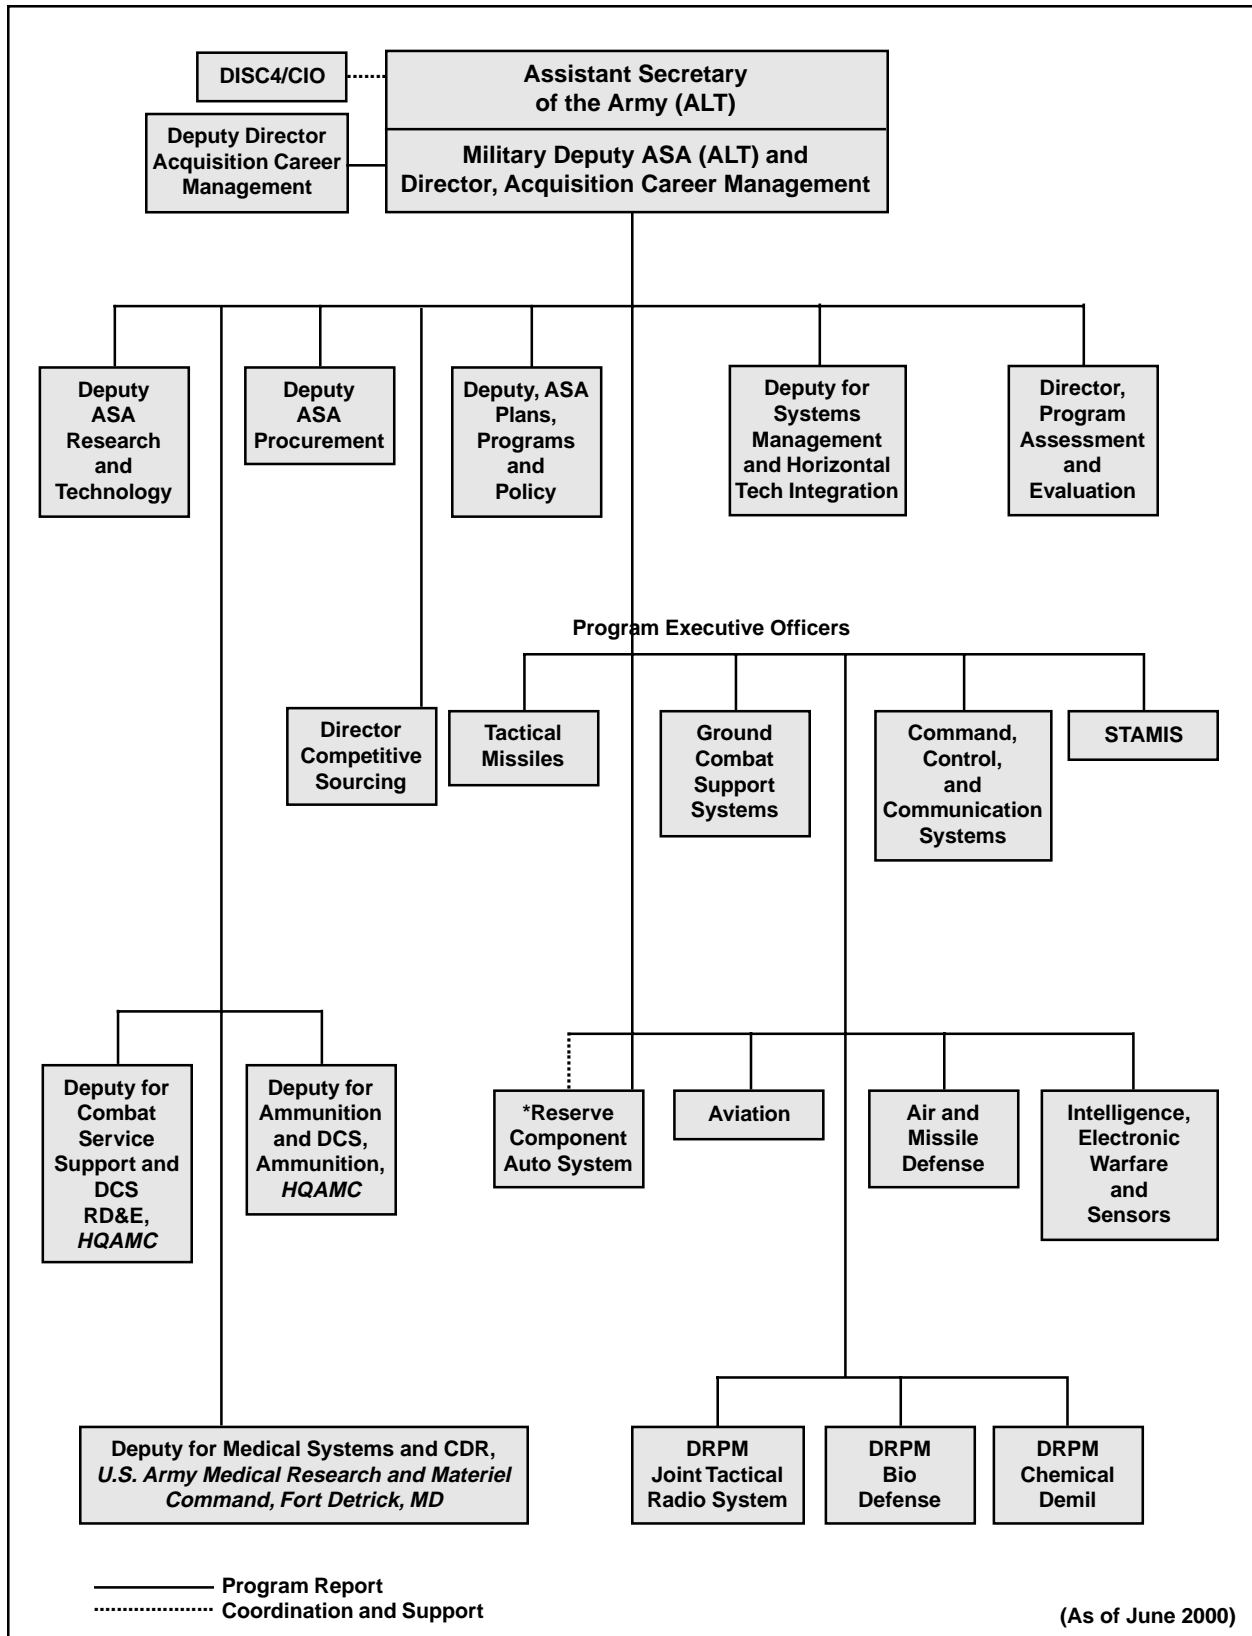 DISC4/CIO
Assistant Secretary
of the Army (ALT)
Deputy Director
Acquisition Career
Management
Military Deputy ASA (ALT) and
Director, Acquisition Career Management
Deputy
ASA
Research
and
Technology
Deputy
ASA
Procurement
Deputy, ASA
Plans,
Programs
and
Policy
Deputy for
Systems
Management
and Horizontal
Tech Integration
Director,
Program
Assessment
and
Evaluation
Program Executive Officers
Director
Competitive
Sourcing
Tactical
Missiles
Ground
Combat
Support
Systems
Command,
Control,
and
Communication
Systems
STAMIS
Deputy for
Combat
Service
Support and
DCS
RD&E,
HQAMC
Deputy for
Ammunition
and DCS,
Ammunition,
HQAMC
*Reserve
Component
Auto System
Aviation
Air and
Missile
Defense
Intelligence,
Electronic
Warfare
and
Sensors
Deputy for Medical Systems and CDR,
U.S. Army Medical Research and Materiel
Command, Fort Detrick, MD
DRPM
Joint Tactical
Radio System
DRPM
Bio
Defense
DRPM
Chemical
Demil
Program Report
Coordination and Support
(As of June 2000)